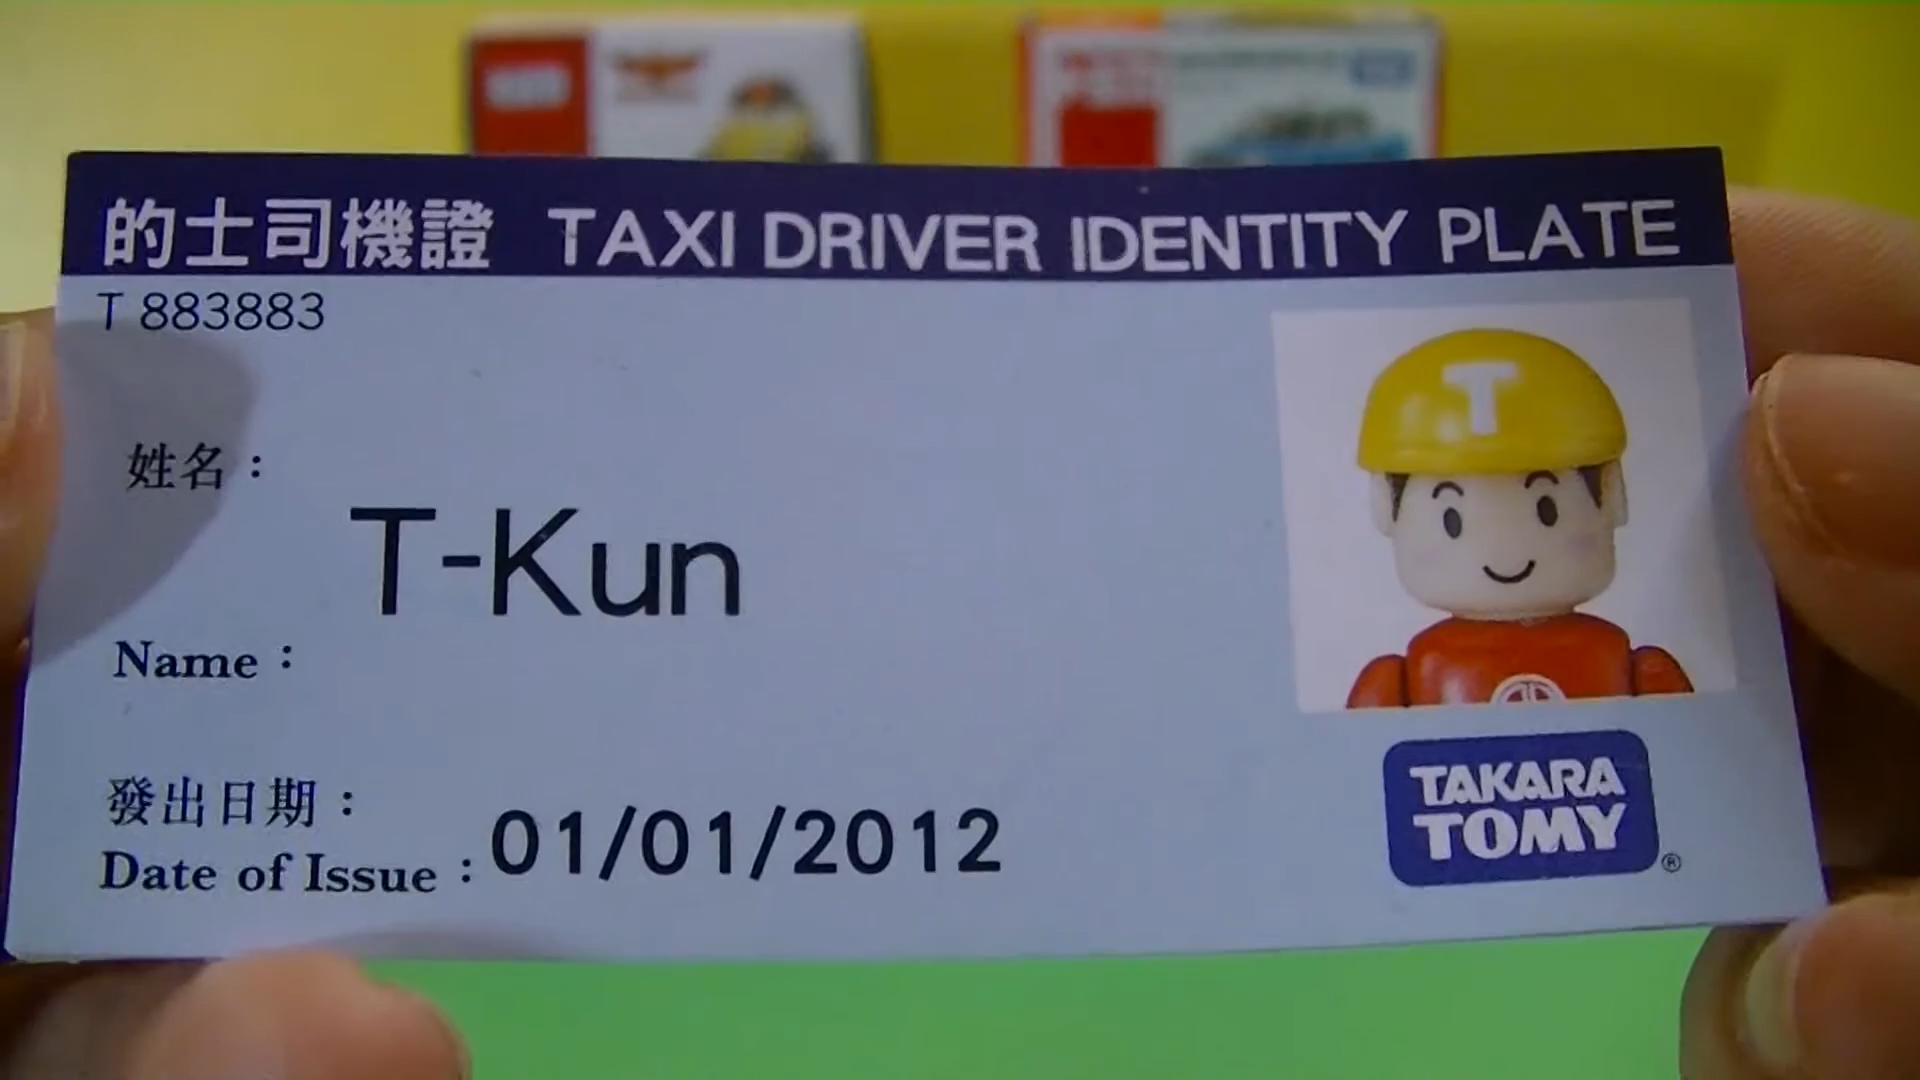 的士司機證 TAXI DRIVER IDENTITY PLATE
T 883883
姓名：
T-Kun
Name：
發出日期：
Date of Issue：01/01/2012
T
TAKARA
TOMY®